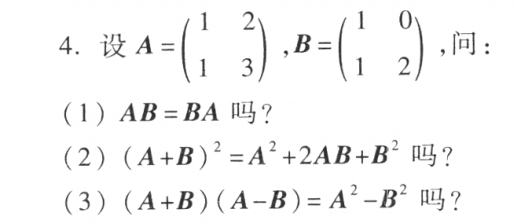 4. 设 A=(1 2
1 3), B=(1 0
1 2), 问:
(1) AB=BA 吗?
(2) (A+B)²=A²+2AB+B² 吗?
(3) (A+B)(A-B)=A²-B² 吗?